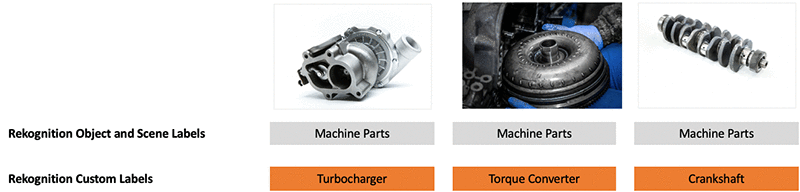 Rekognition Object and Scene Labels
Machine Parts
Machine Parts
Machine Parts
Rekognition Custom Labels
Turbocharger
Torque Converter
Crankshaft